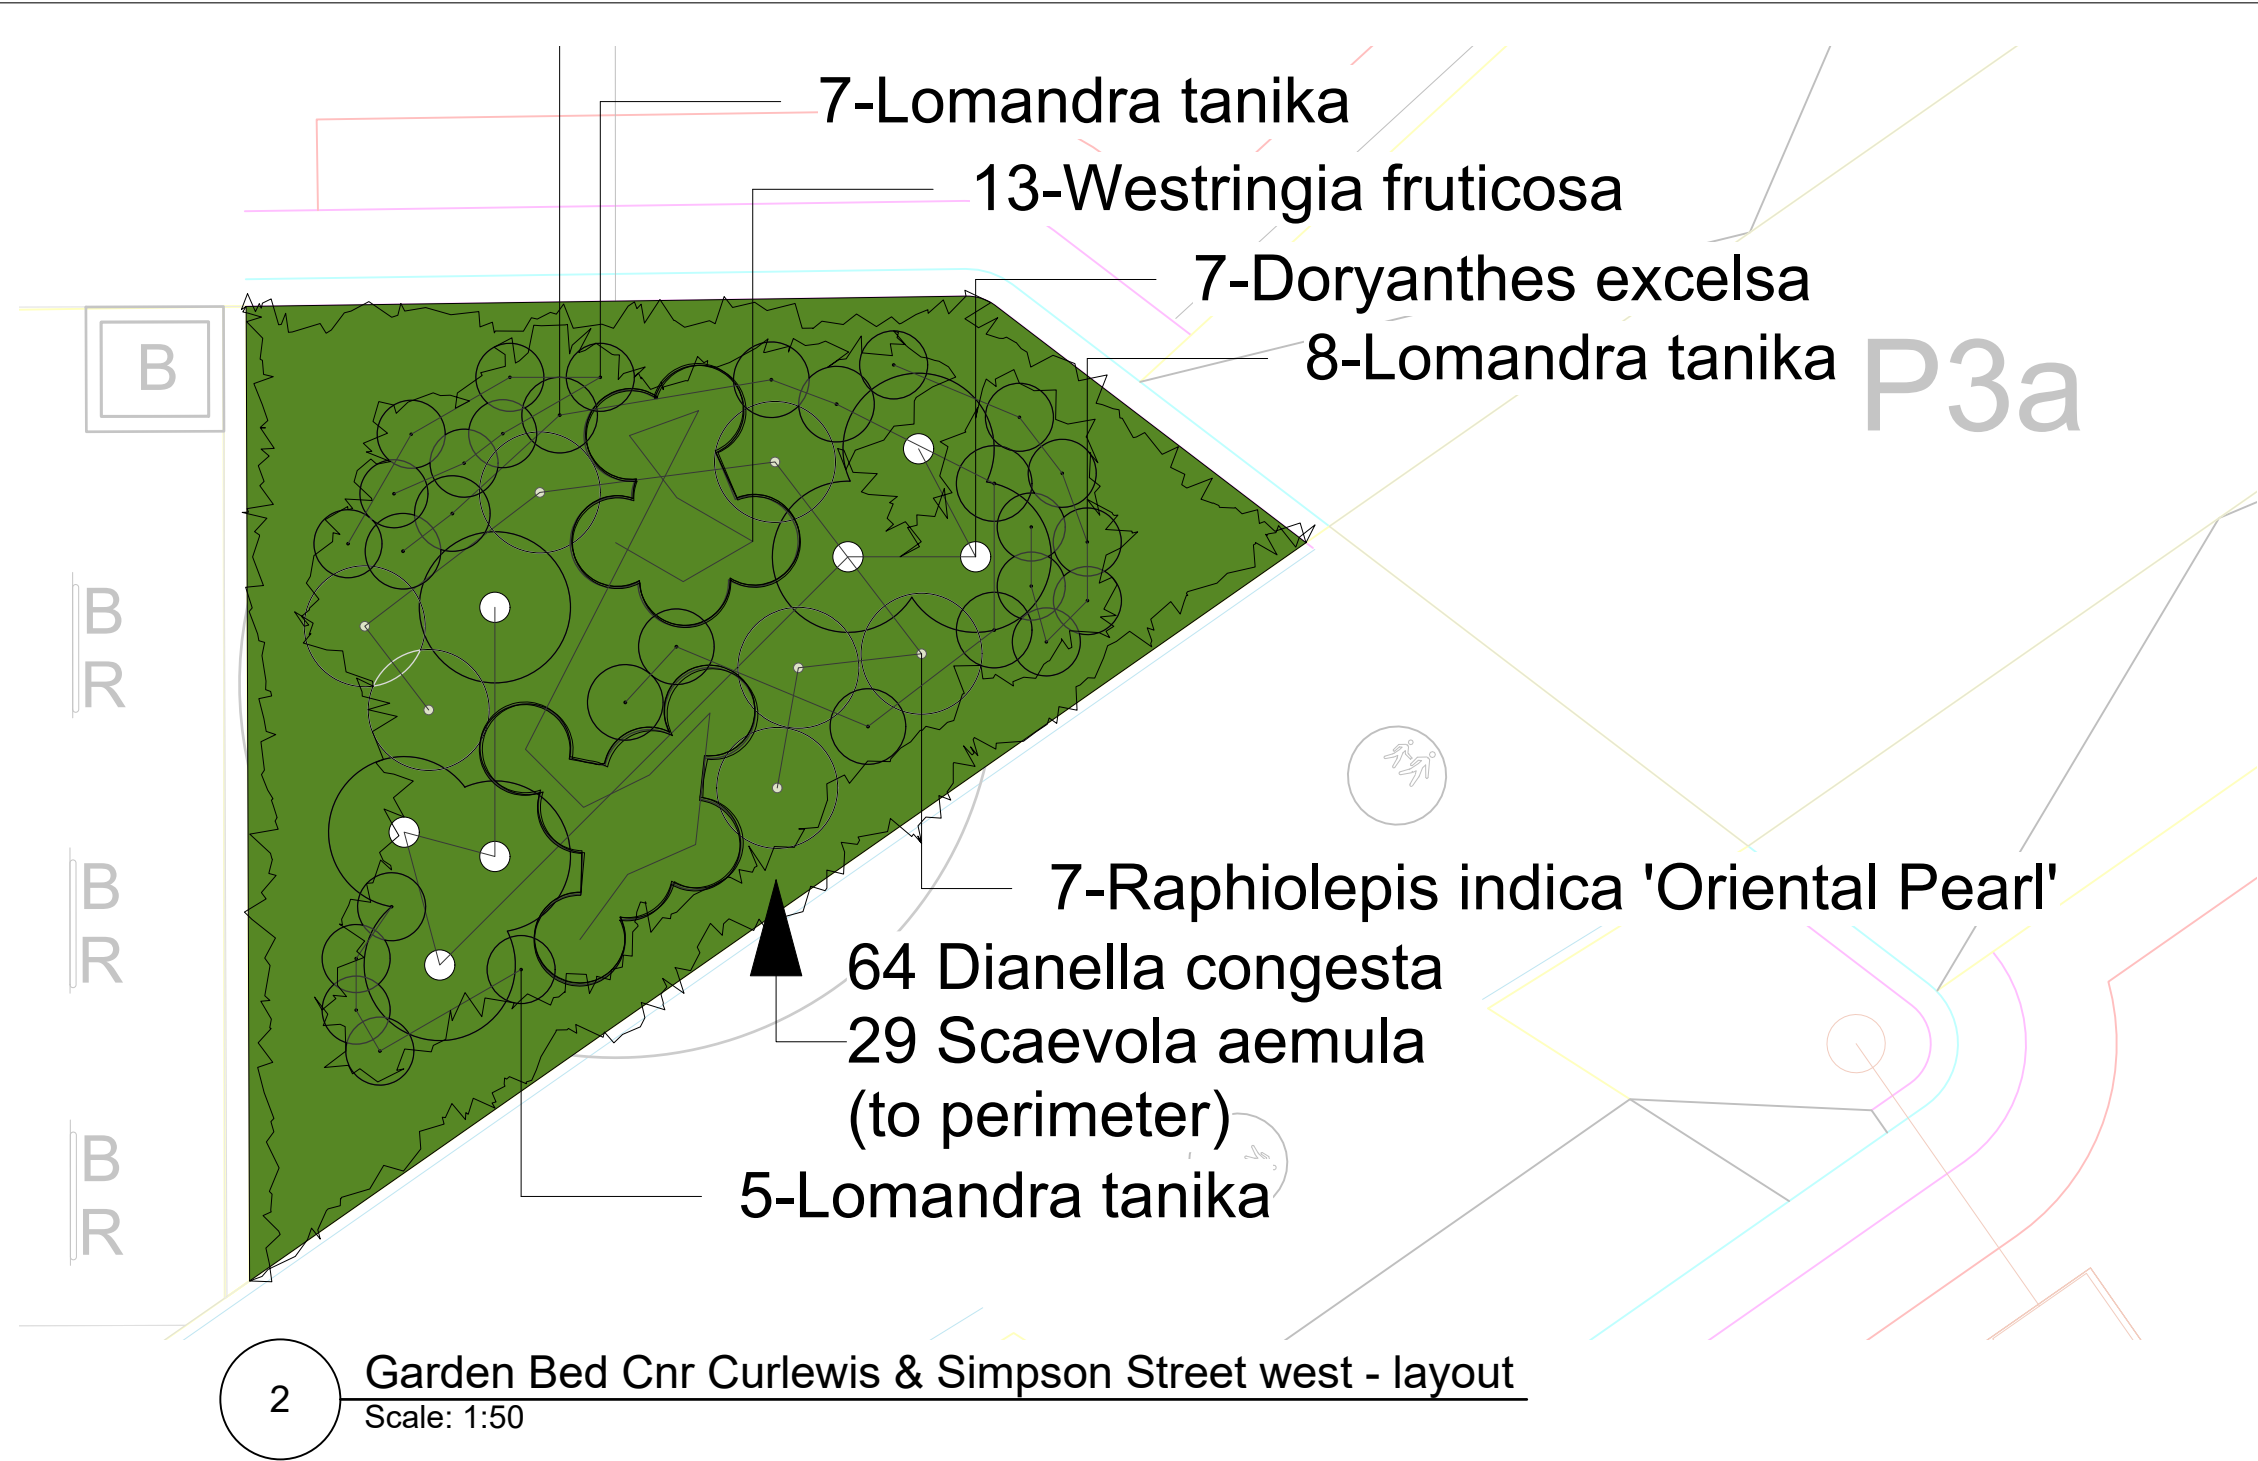 7-Lomandra tanika
13-Westringia fruticosa
7-Doryanthes excelsa
8-Lomandra tanika
P3a
B
B
R
B
R
B
R
7-Raphiolepis indica 'Oriental Pearl'
64 Dianella congesta
29 Scaevola aemula
(to perimeter)
5-Lomandra tanika
2
Garden Bed Cnr Curlewis & Simpson Street west - layout
Scale: 1:50